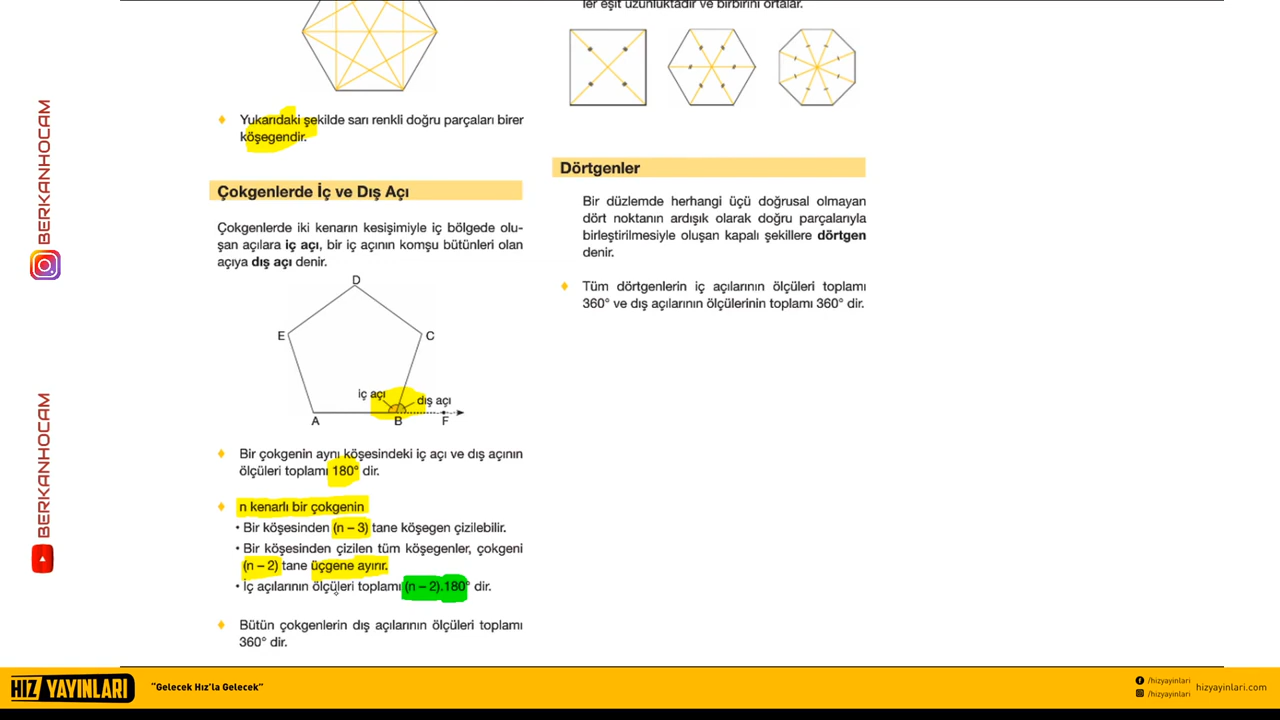 BERKANHOCAM
BERKANHOCAM
Yukarıdaki şekilde sarı renkli doğru parçaları birer
köşegendir.
Çokgenlerde İç ve Dış Açı
Çokgenlerde iki kenarın kesişimiyle iç bölgede olu-
şan açılara iç açı, bir iç açının komşu bütünleri olan
açıya dış açı denir.
D
E
C
iç açı
dış açı
A
B
F
Bir çokgenin aynı köşesindeki iç açı ve dış açının
ölçüleri toplamı 180° dir.
n kenarlı bir çokgenin
• Bir köşesinden (n – 3) tane köşegen çizilebilir.
• Bir köşesinden çizilen tüm köşegenler, çokgeni
(n – 2) tane üçgene ayırır.
• İç açılarının ölçüleri toplamı (n – 2).180° dir.
Bütün çokgenlerin dış açılarının ölçüleri toplamı
360° dir.
ler eşit uzunluktadır ve birbirini ortalar.
Dörtgenler
Bir düzlemde herhangi üçü doğrusal olmayan
dört noktanın ardışık olarak doğru parçalarıyla
birleştirilmesiyle oluşan kapalı şekillere dörtgen
denir.
Tüm dörtgenlerin iç açılarının ölçüleri toplamı
360° ve dış açılarının ölçülerinin toplamı 360° dir.
HIZ YAYINLARI
"Gelecek Hız'la Gelecek"
/hizyayinlari
/hizyayinlari
hizyayinlari.com